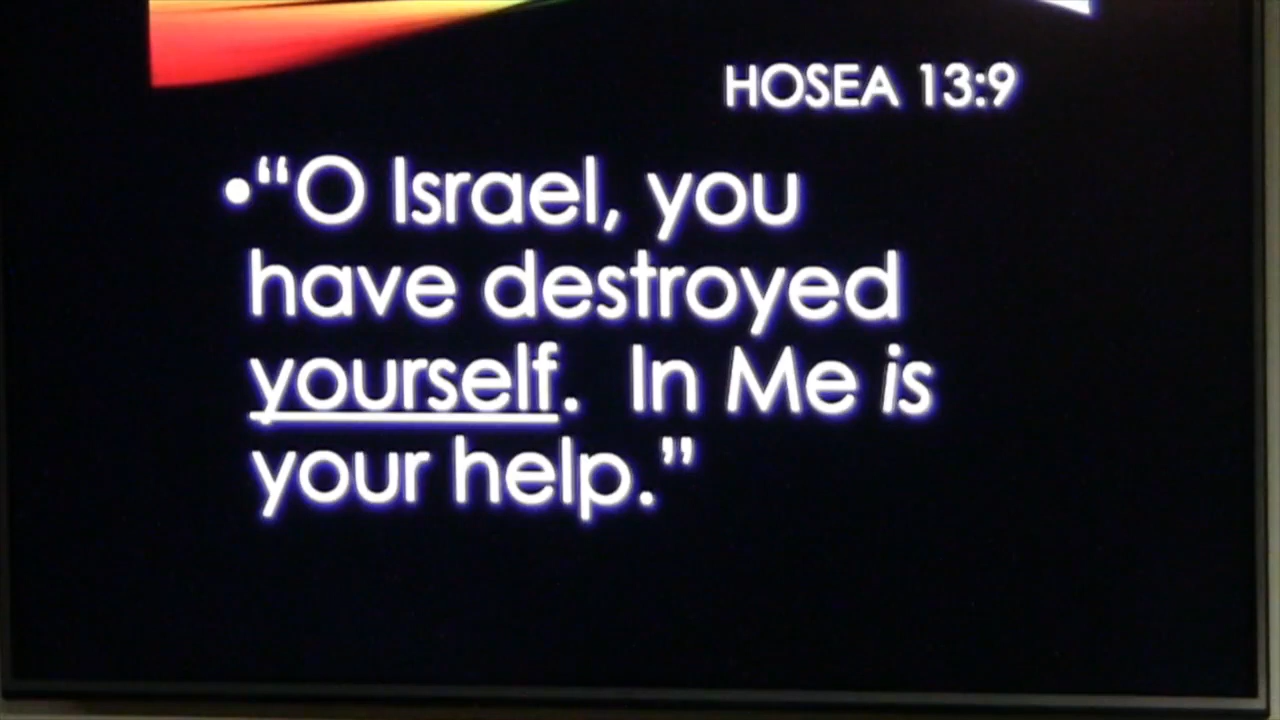 HOSEA 13:9
•“O Israel, you
have destroyed
yourself.  In Me is
your help.”